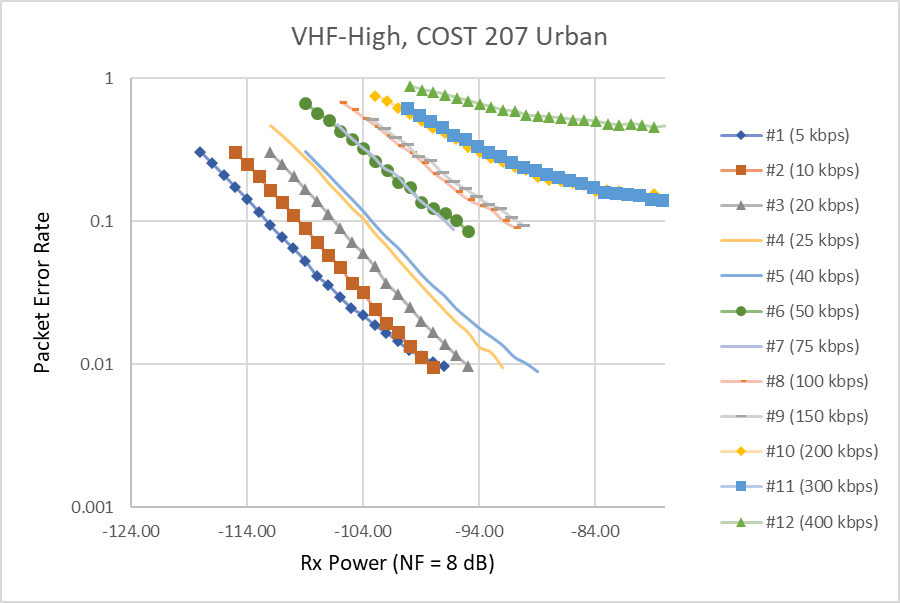 VHF-High, COST 207 Urban
1
0.1
0.01
0.001
Packet Error Rate
-124.00 -114.00 -104.00 -94.00 -84.00
Rx Power (NF = 8 dB)
#1 (5 kbps)
#2 (10 kbps)
#3 (20 kbps)
#4 (25 kbps)
#5 (40 kbps)
#6 (50 kbps)
#7 (75 kbps)
#8 (100 kbps)
#9 (150 kbps)
#10 (200 kbps)
#11 (300 kbps)
#12 (400 kbps)